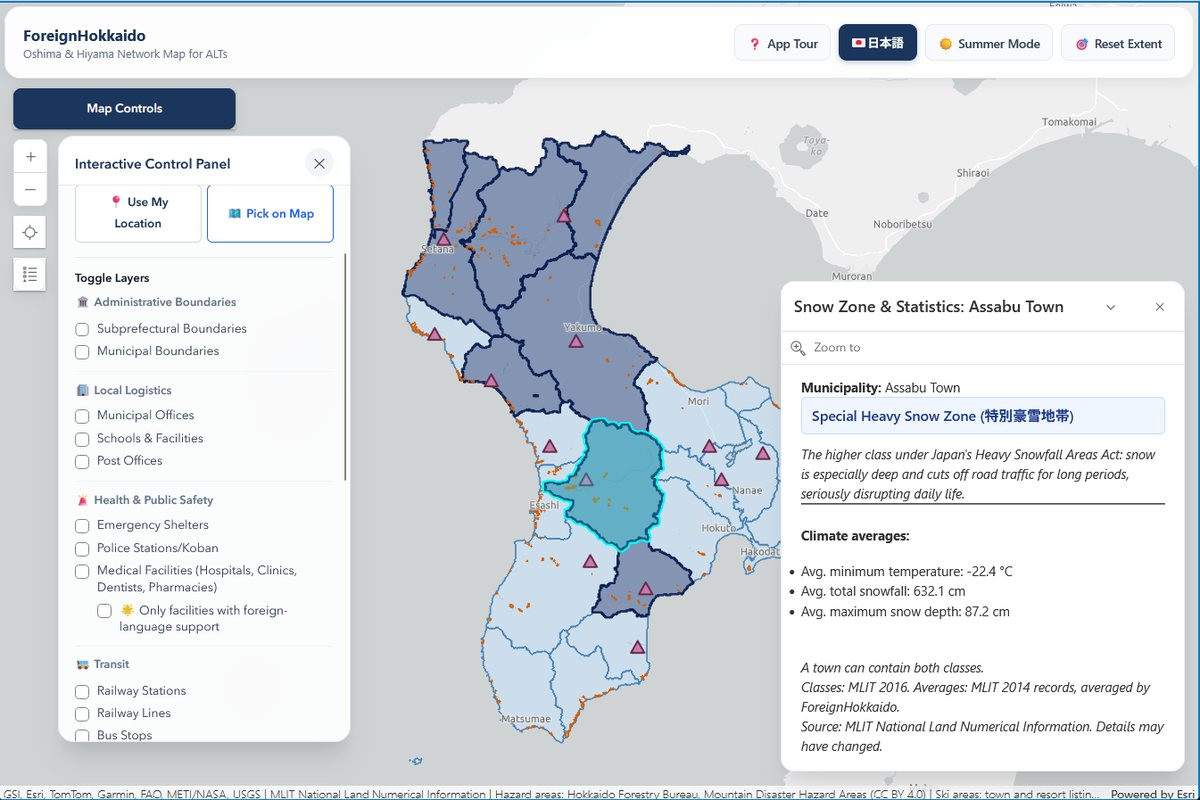 ForeignHokkaido
Oshima & Hiyama Network Map for ALTs
App Tour
日本語
Summer Mode
Reset Extent
Map Controls
Interactive Control Panel
Use My
Location
Pick on Map
Toggle Layers
Administrative Boundaries
Subprefectural Boundaries
Municipal Boundaries
Local Logistics
Municipal Offices
Schools & Facilities
Post Offices
Health & Public Safety
Emergency Shelters
Police Stations/Koban
Medical Facilities (Hospitals, Clinics,
Dentists, Pharmacies)
Only facilities with foreign-
language support
Transit
Railway Stations
Railway Lines
Bus Stops
Tomakomai
Shiraoi
Toya-
ko
Date
Noboribetsu
Muroran
Setana
Yakumo
Mori
Nanae
Esashi
Hokuto
Hakodat
Matsumae
Snow Zone & Statistics: Assabu Town
Zoom to
Municipality: Assabu Town
Special Heavy Snow Zone (特別豪雪地帯)
The higher class under Japan's Heavy Snowfall Areas Act: snow
is especially deep and cuts off road traffic for long periods,
seriously disrupting daily life.
Climate averages:
• Avg. minimum temperature: -22.4 °C
• Avg. total snowfall: 632.1 cm
• Avg. maximum snow depth: 87.2 cm
A town can contain both classes.
Classes: MLIT 2016. Averages: MLIT 2014 records, averaged by
ForeignHokkaido.
Source: MLIT National Land Numerical Information. Details may
have changed.
GSI, Esri, TomTom, Garmin, FAO, METI/NASA, USGS | MLIT National Land Numerical Information | Hazard areas: Hokkaido Forestry Bureau, Mountain Disaster Hazard Areas (CC BY 4.0) | Ski areas: town and resort listin...
Powered by Esri